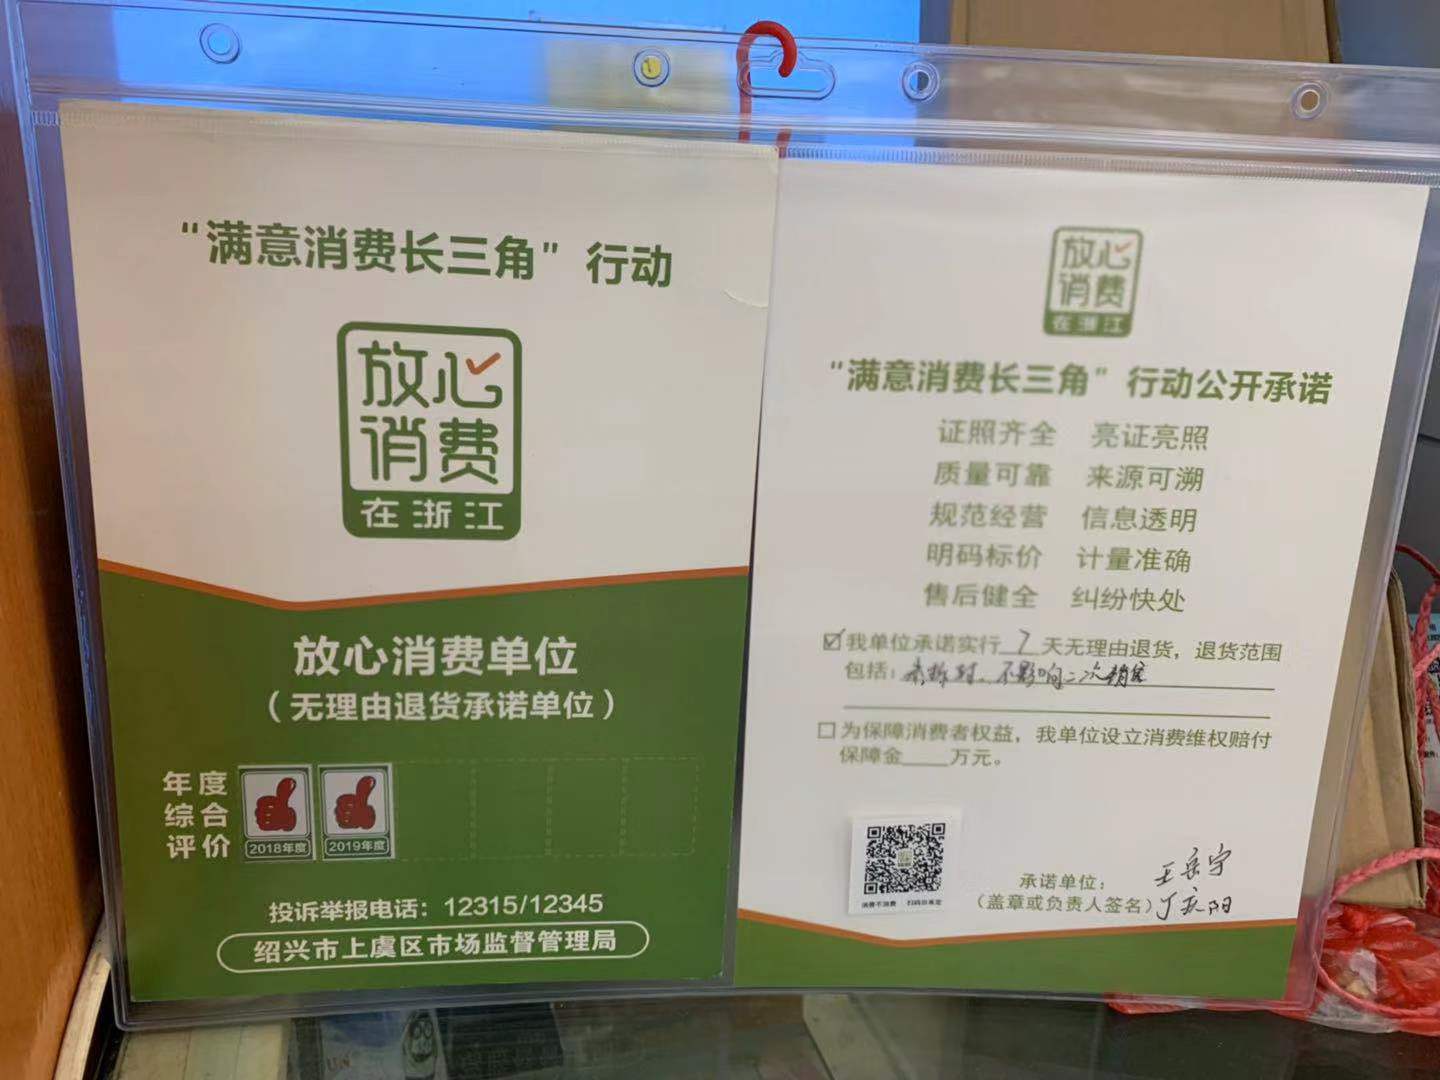 “满意消费长三角”行动
放心
消费
在浙江
放心消费单位
（无理由退货承诺单位）
年度
综合
评价
2018年度
2019年度
投诉举报电话：12315/12345
绍兴市上虞区市场监督管理局
放心
消费
在浙江
“满意消费长三角”行动公开承诺
证照齐全 亮证亮照
质量可靠 来源可溯
规范经营 信息透明
明码标价 计量准确
售后健全 纠纷快处
☑我单位承诺实行7天无理由退货，退货范围
包括：未拆封、不影响二次销售
☐为保障消费者权益，我单位设立消费维权赔付
保障金____万元。
承诺单位：
（盖章或负责人签名）